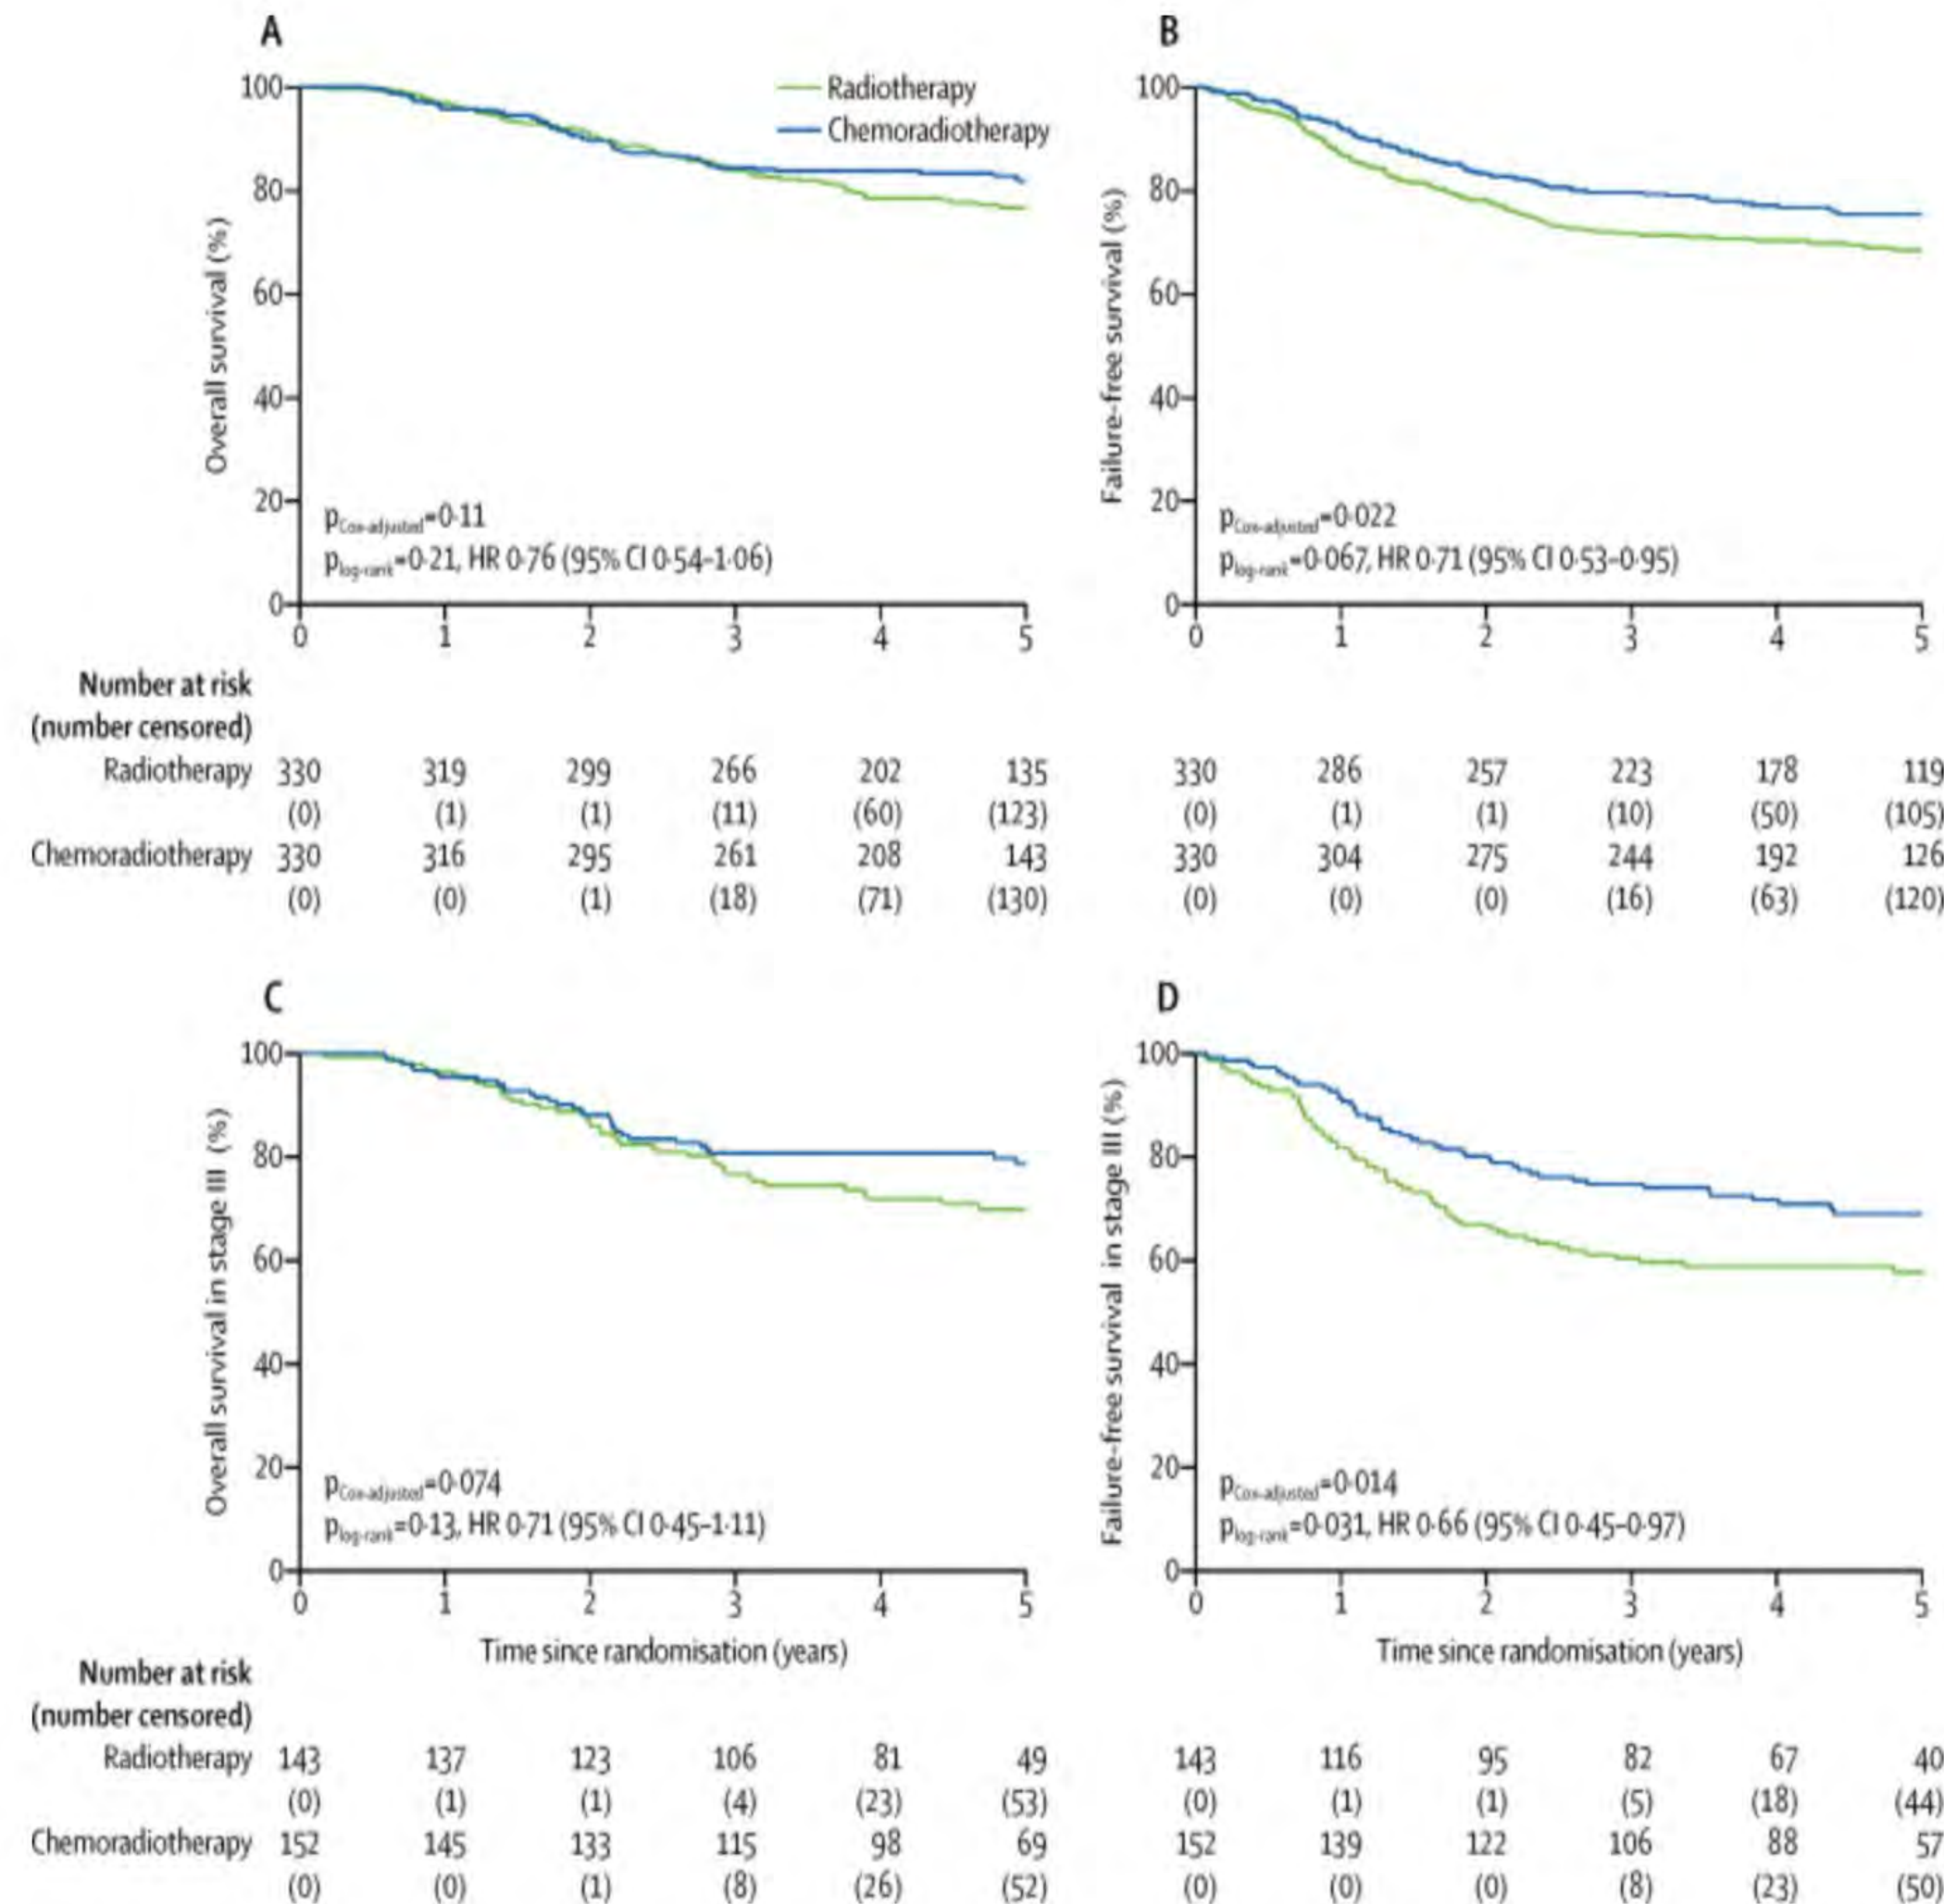 A
B
Radiotherapy
Chemoradiotherapy
100
80
60
40
20
0
Overall survival (%)
pCox-adjusted=0·11
plog-rank=0·21, HR 0·76 (95% CI 0·54–1·06)
0 1 2 3 4 5
100
80
60
40
20
0
Failure-free survival (%)
pCox-adjusted=0·022
plog-rank=0·067, HR 0·71 (95% CI 0·53–0·95)
0 1 2 3 4 5
Number at risk
(number censored)
Radiotherapy 330 319 299 266 202 135 330 286 257 223 178 119
(0) (1) (1) (11) (60) (123) (0) (1) (1) (10) (50) (105)
Chemoradiotherapy 330 316 295 261 208 143 330 304 275 244 192 126
(0) (0) (1) (18) (71) (130) (0) (0) (0) (16) (63) (120)
C
D
100
80
60
40
20
0
Overall survival in stage III (%)
pCox-adjusted=0·074
plog-rank=0·13, HR 0·71 (95% CI 0·45–1·11)
0 1 2 3 4 5
Time since randomisation (years)
100
80
60
40
20
0
Failure-free survival in stage III (%)
pCox-adjusted=0·014
plog-rank=0·031, HR 0·66 (95% CI 0·45–0·97)
0 1 2 3 4 5
Time since randomisation (years)
Number at risk
(number censored)
Radiotherapy 143 137 123 106 81 49 143 116 95 82 67 40
(0) (1) (1) (4) (23) (53) (0) (1) (1) (5) (18) (44)
Chemoradiotherapy 152 145 133 115 98 69 152 139 122 106 88 57
(0) (0) (1) (8) (26) (52) (0) (0) (0) (8) (23) (50)